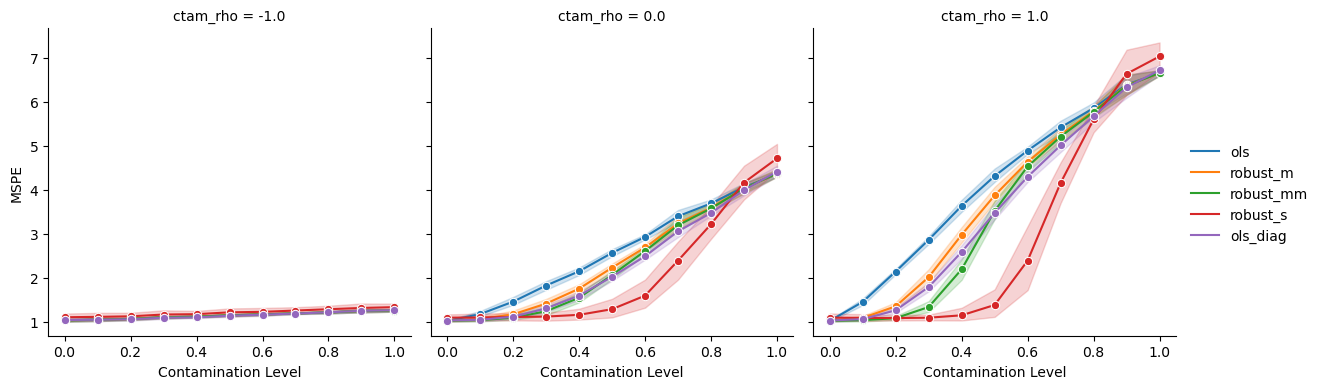 ctam_rho = -1.0
ctam_rho = 0.0
ctam_rho = 1.0
MSPE
7
6
5
4
3
2
1
0.0 0.2 0.4 0.6 0.8 1.0
0.0 0.2 0.4 0.6 0.8 1.0
0.0 0.2 0.4 0.6 0.8 1.0
Contamination Level
Contamination Level
Contamination Level
ols
robust_m
robust_mm
robust_s
ols_diag